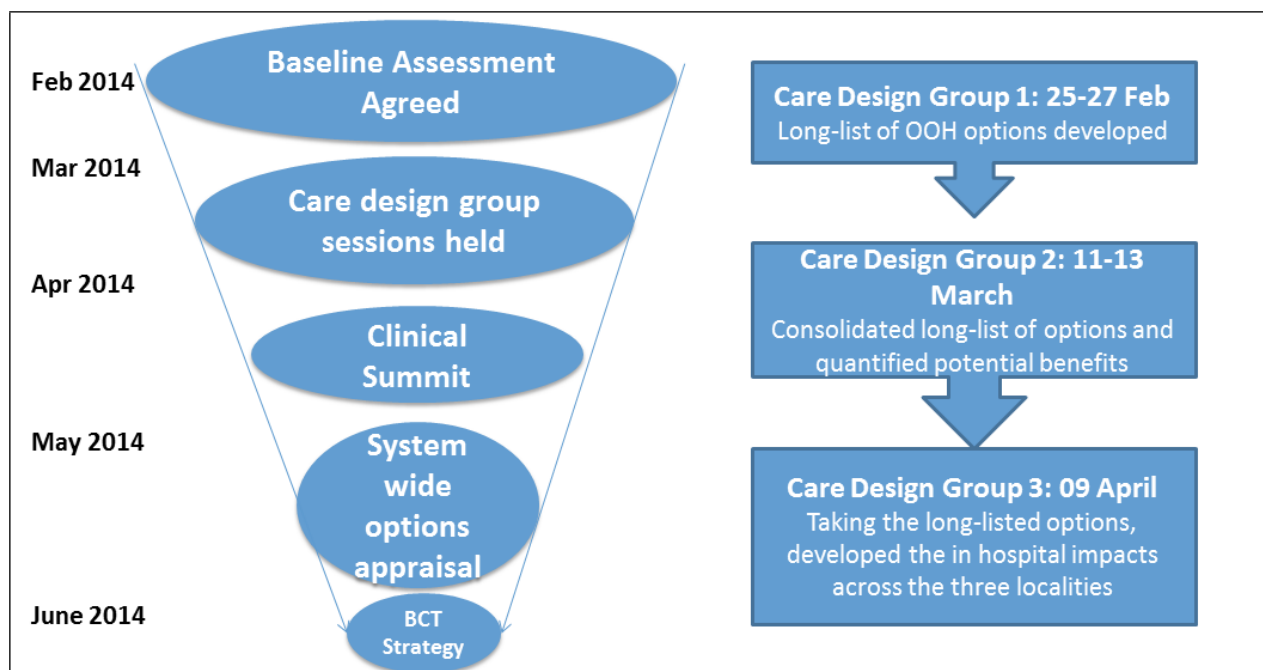 Feb 2014
Baseline Assessment
Agreed
Mar 2014
Care design group
sessions held
Apr 2014
Clinical
Summit
May 2014
System
wide
options
appraisal
June 2014
BCT
Strategy
Care Design Group 1: 25-27 Feb
Long-list of OOH options developed
Care Design Group 2: 11-13
March
Consolidated long-list of options and
quantified potential benefits
Care Design Group 3: 09 April
Taking the long-listed options,
developed the in hospital impacts
across the three localities